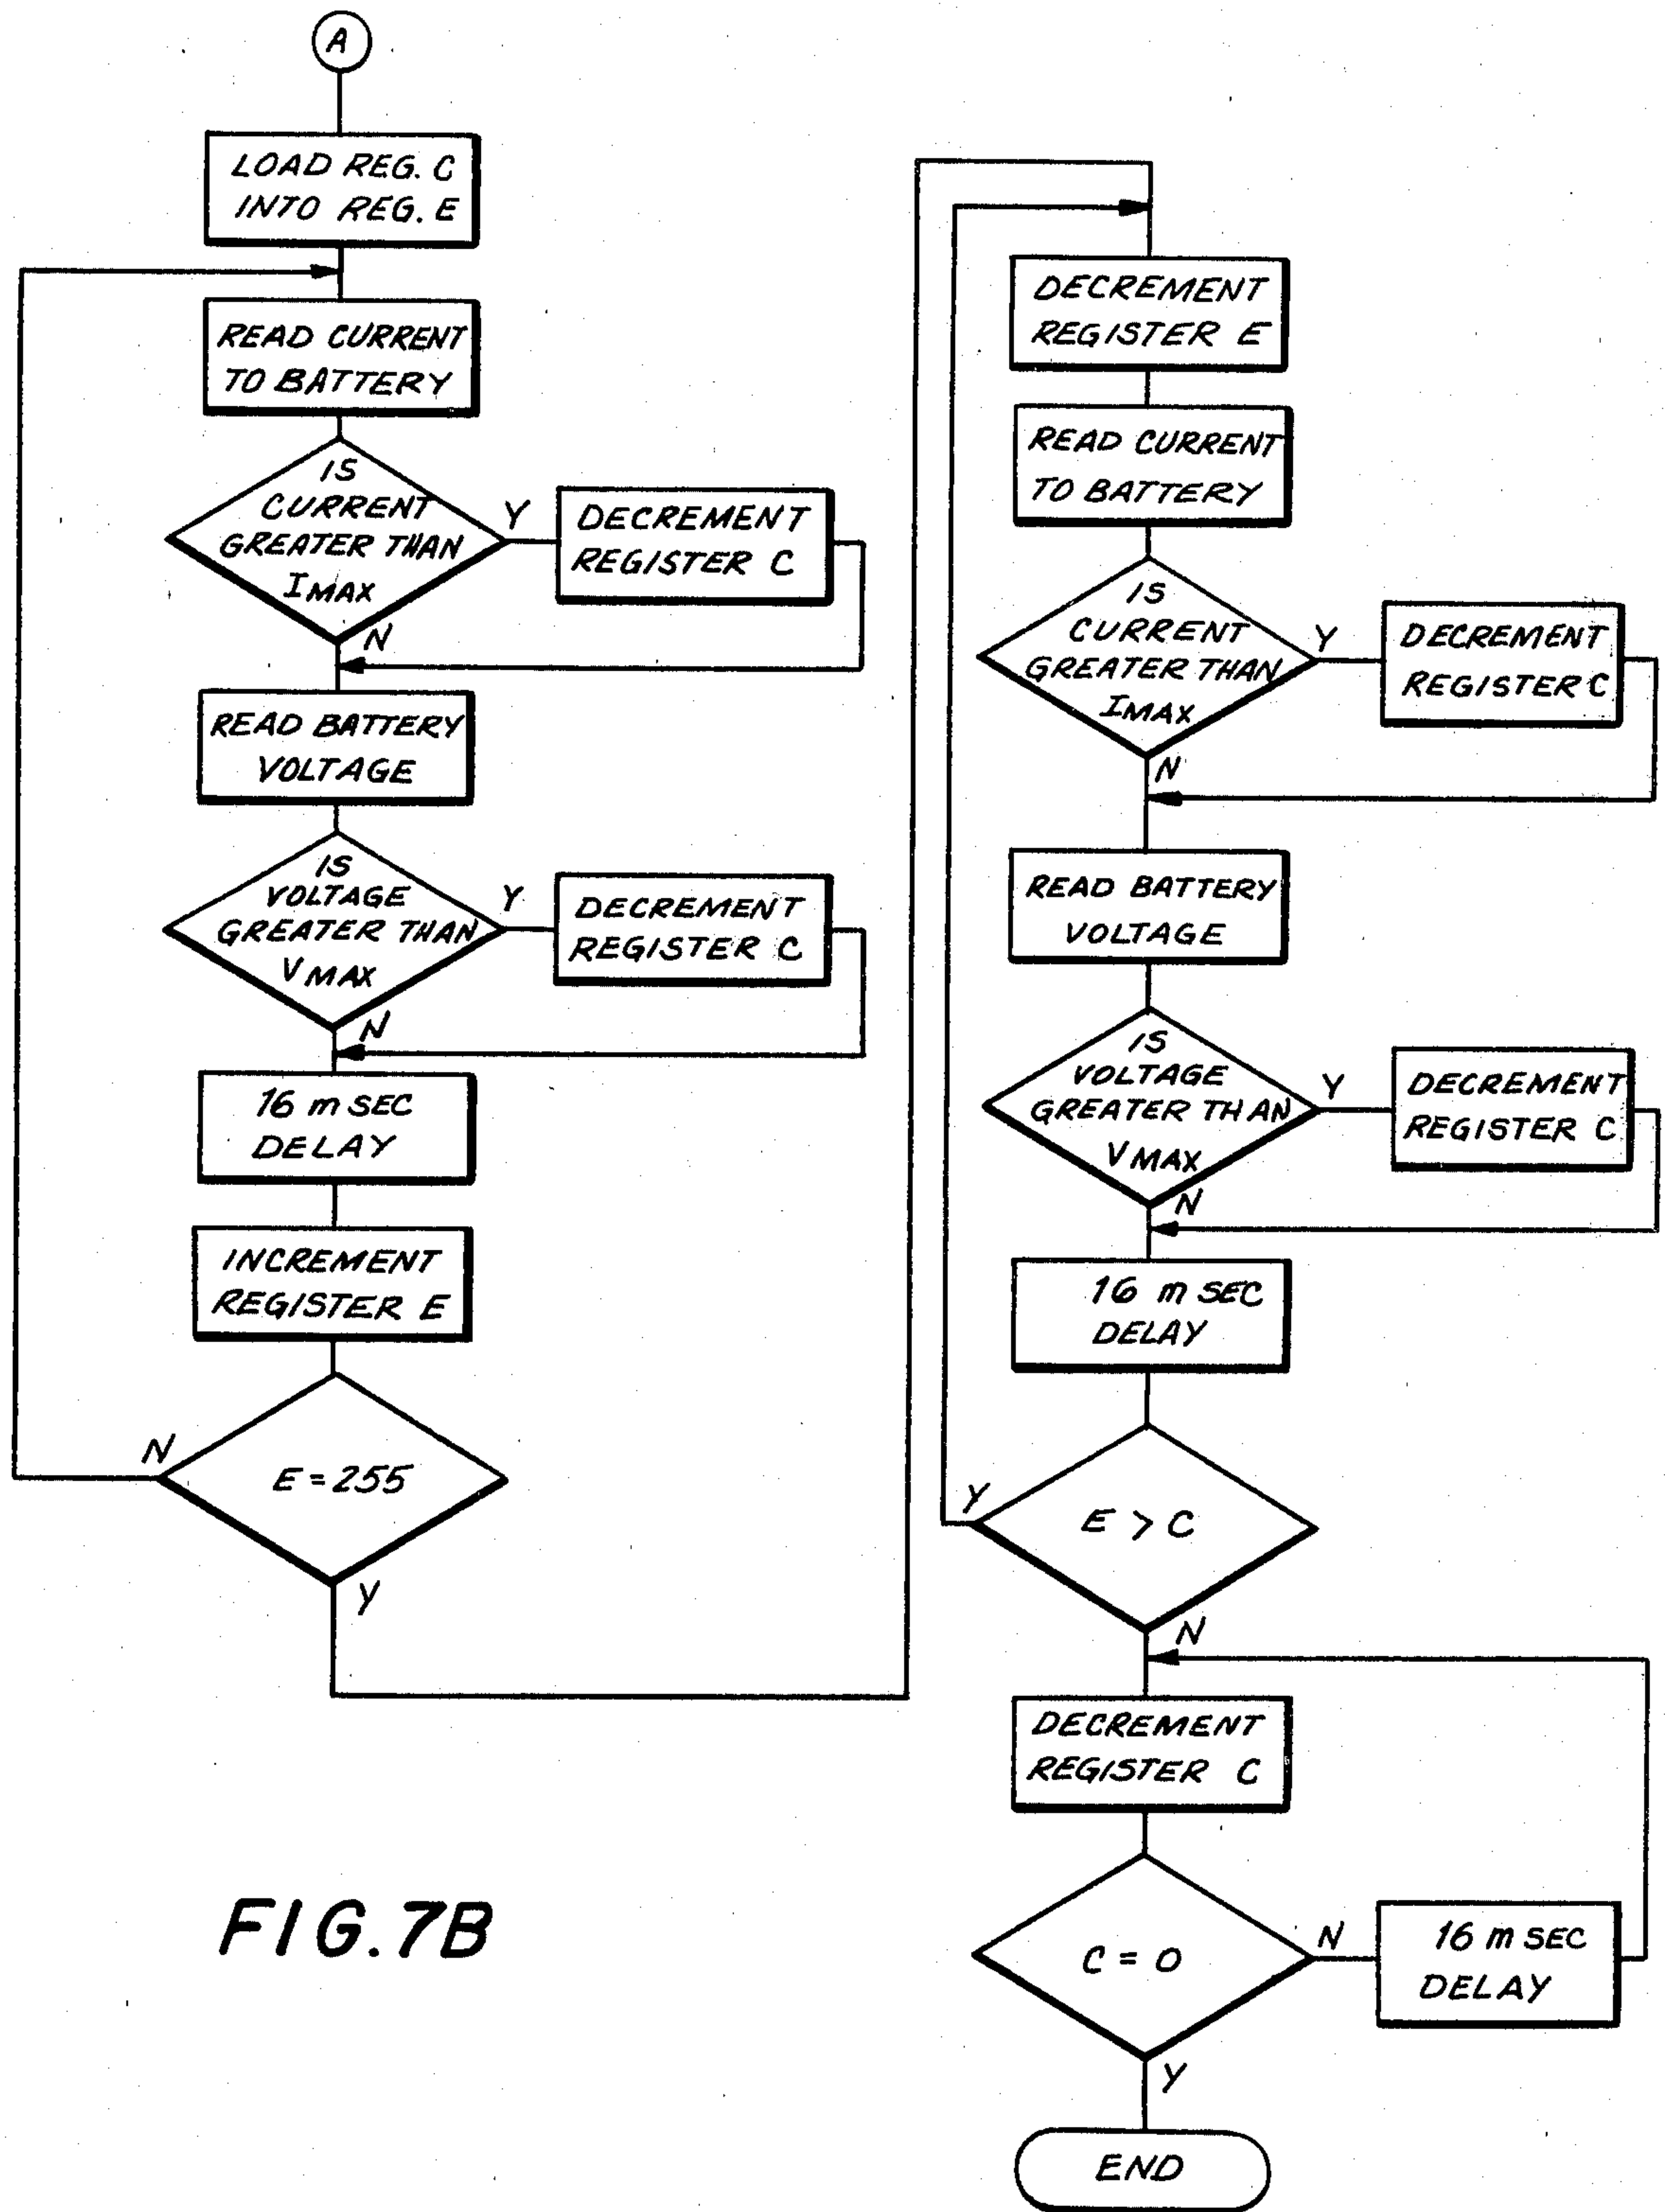 A
LOAD REG. C
INTO REG. E
READ CURRENT
TO BATTERY
IS
CURRENT
GREATER THAN
IMAX
Y
N
DECREMENT
REGISTER C
READ BATTERY
VOLTAGE
IS
VOLTAGE
GREATER THAN
VMAX
Y
N
DECREMENT
REGISTER C
16 m SEC
DELAY
INCREMENT
REGISTER E
E = 255
N
Y
DECREMENT
REGISTER E
READ CURRENT
TO BATTERY
IS
CURRENT
GREATER THAN
IMAX
Y
N
DECREMENT
REGISTER C
READ BATTERY
VOLTAGE
IS
VOLTAGE
GREATER THAN
VMAX
Y
N
DECREMENT
REGISTER C
16 m SEC
DELAY
E > C
Y
N
DECREMENT
REGISTER C
C = 0
N
Y
16 m SEC
DELAY
END
FIG. 7B